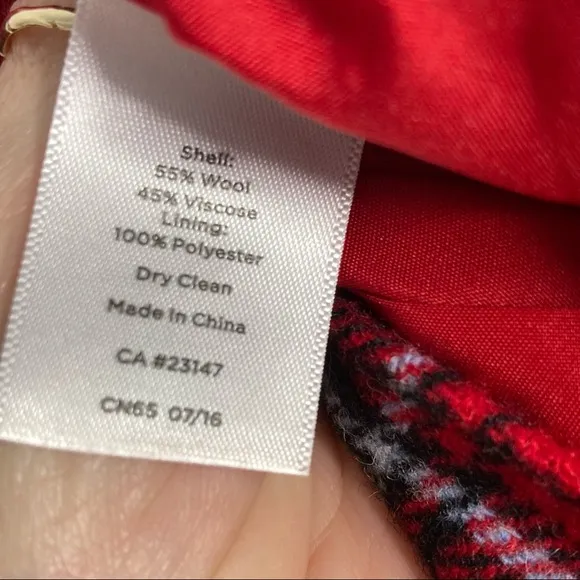 Shell:
55% Wool
45% Viscose
Lining:
100% Polyester
Dry Clean
Made in China
CA #23147
CN65 07/16